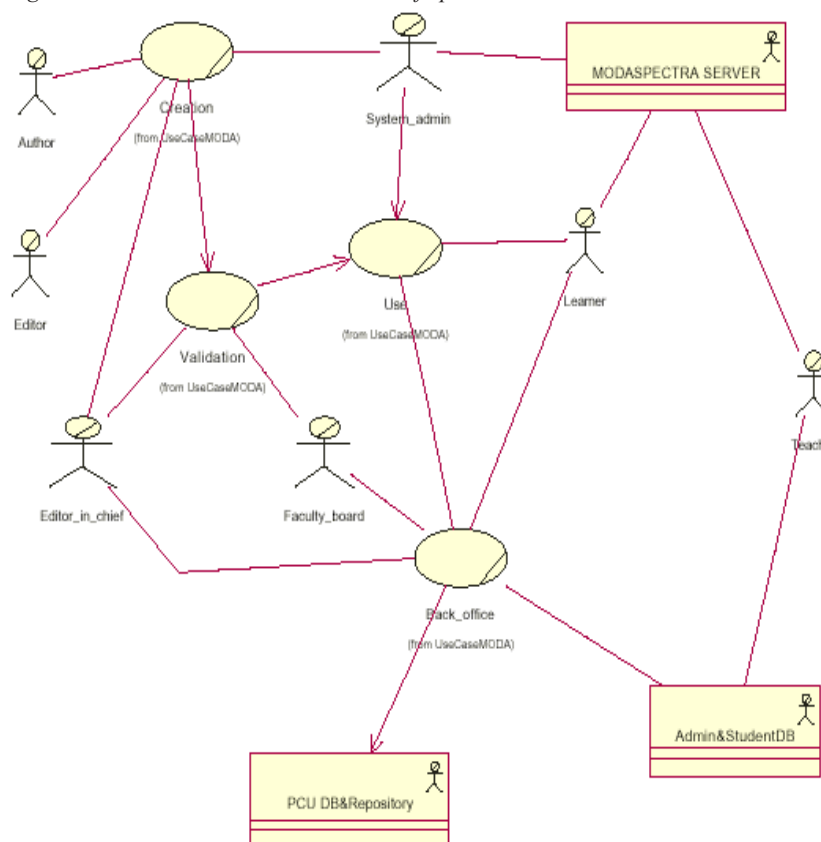 MODASPECTRA SERVER
Creation
(from UseCaseMODA)
System_admin
Author
Editor
Use
(from UseCaseMODA)
Learner
Validation
(from UseCaseMODA)
Teach
Editor_in_chief
Faculty_board
Back_office
(from UseCaseMODA)
Admin&StudentDB
PCU DB&Repository